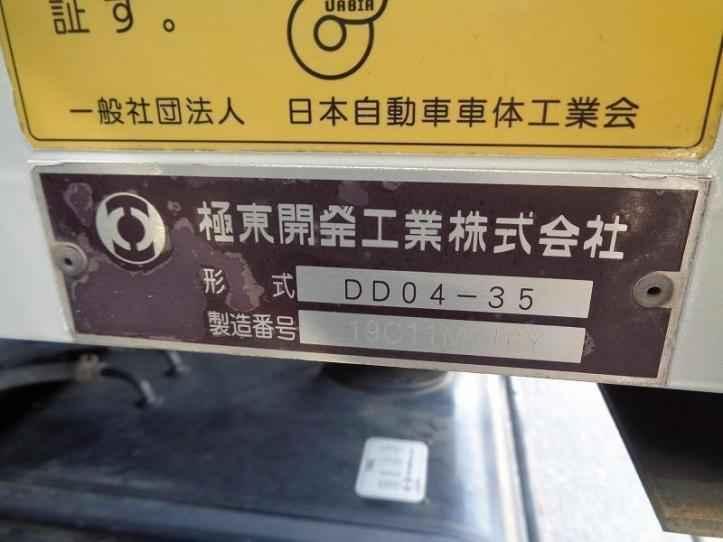 証す。
JABIA
一般社団法人 日本自動車車体工業会
極東開発工業株式会社
形 式 DD04-35
製造番号